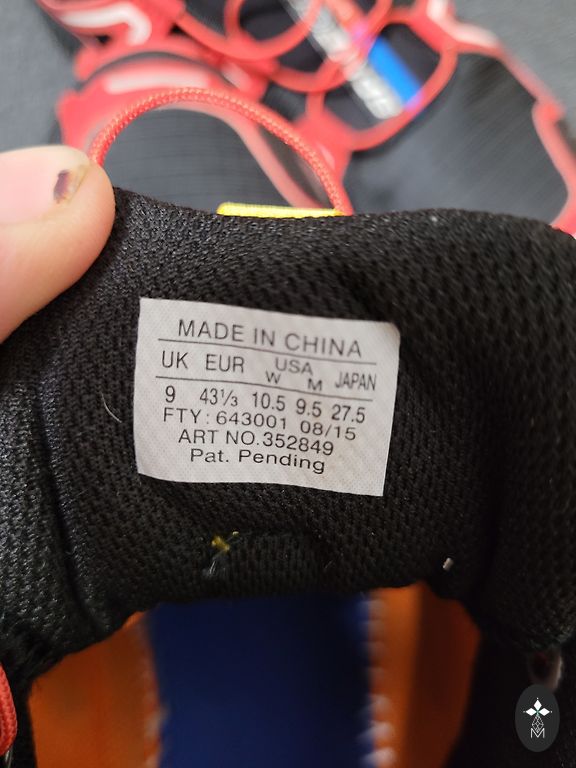 MADE IN CHINA
UK EUR USA JAPAN
W M
9 43⅓ 10.5 9.5 27.5
FTY: 643001 08/15
ART NO. 352849
Pat. Pending
M